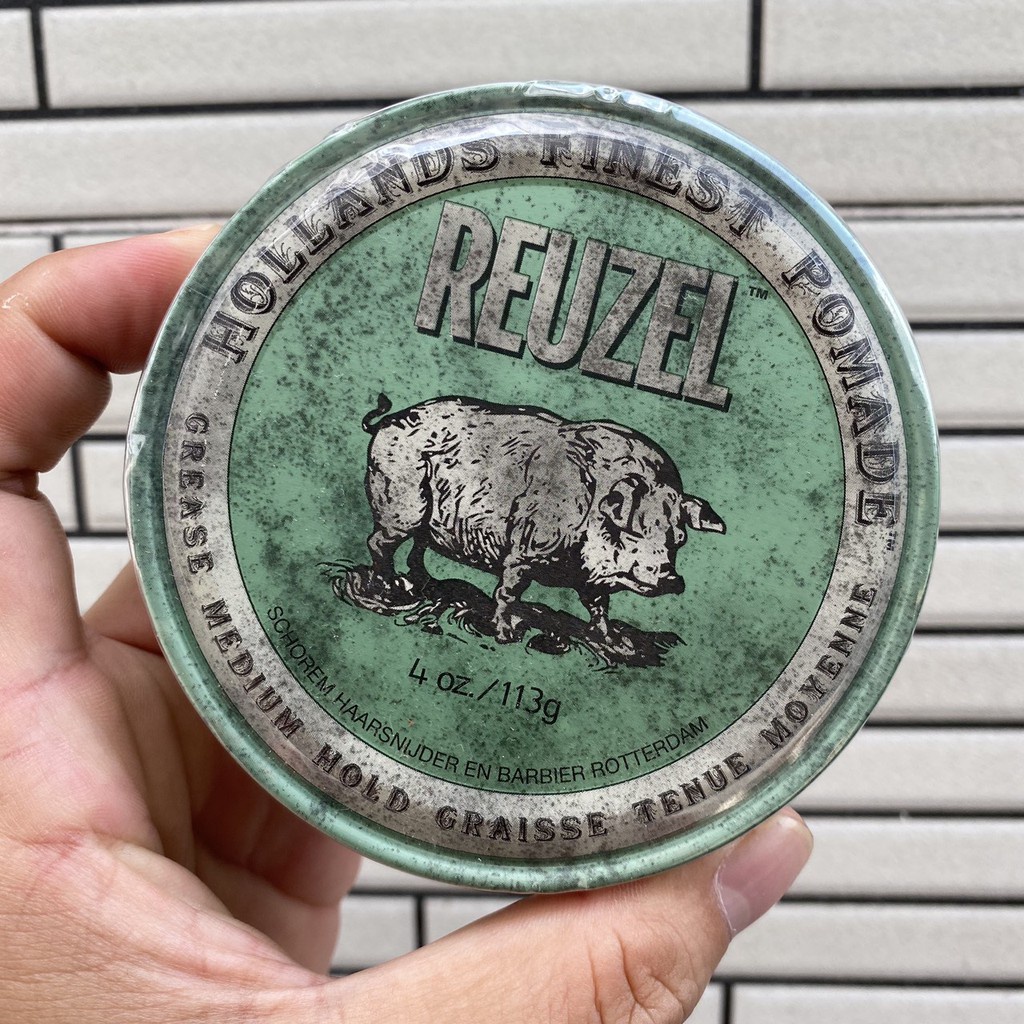 HOLLANDS FINEST POMADE™
REUZEL™
4 oz./113g
SCHOREM HAARSNIJDER EN BARBIER ROTTERDAM
GREASE MEDIUM HOLD GRAISSE TENUE MOYENNE